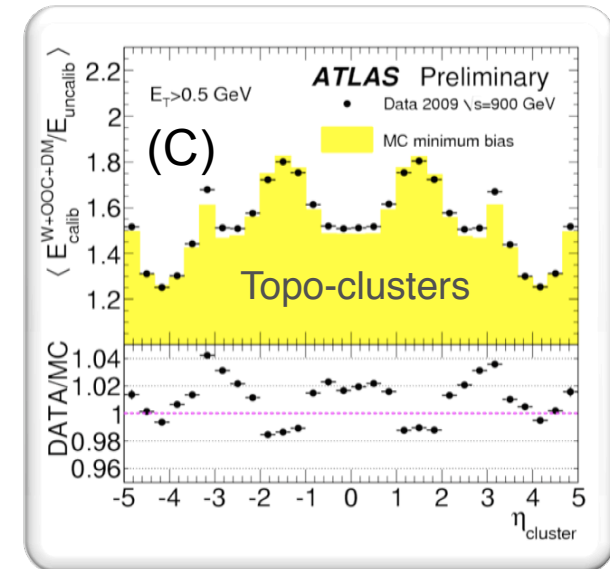 ATLAS Preliminary
E_T>0.5 GeV
Data 2009 \s=900 GeV
(C)
MC minimum bias
Topo-clusters
⟨ E_calib^W+OOC+DM/E_uncalib ⟩
2.2
2
1.8
1.6
1.4
1.2
DATA/MC
1.04
1.02
1
0.98
0.96
-5 -4 -3 -2 -1 0 1 2 3 4 5
η_cluster